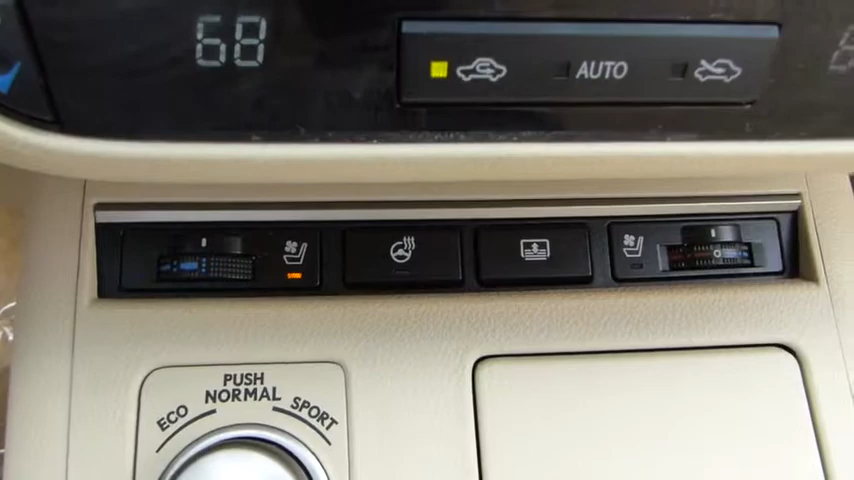 68
AUTO
PUSH
NORMAL
ECO
SPORT